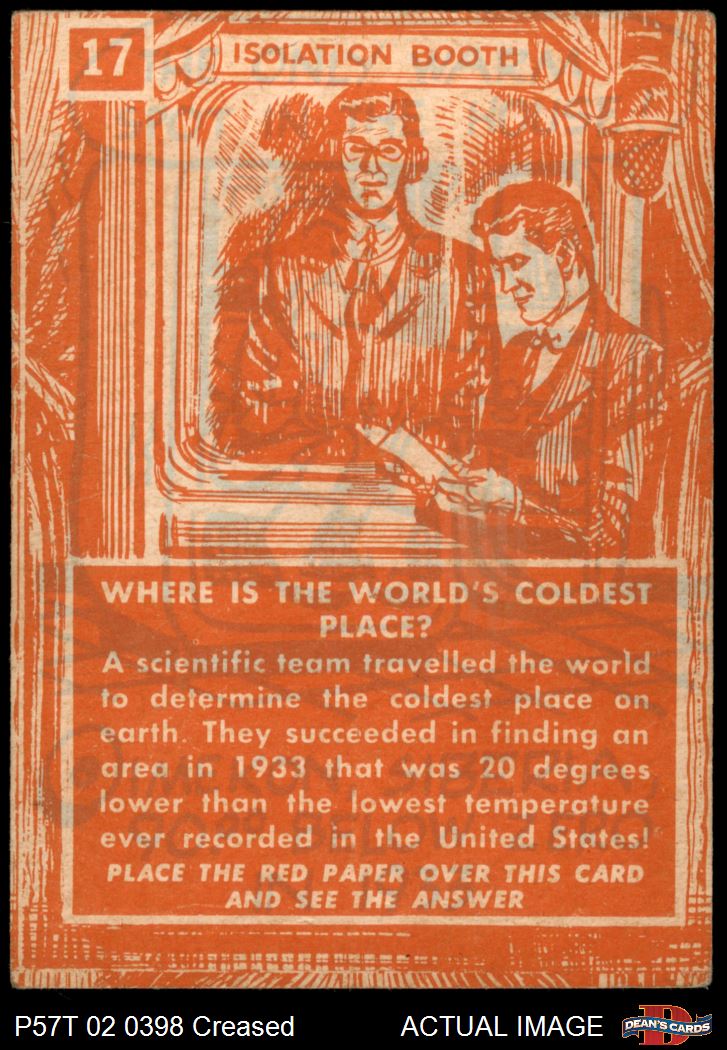 17
ISOLATION BOOTH
WHERE IS THE WORLD'S COLDEST
PLACE?
A scientific team travelled the world
to determine the coldest place on
earth. They succeeded in finding an
area in 1933 that was 20 degrees
lower than the lowest temperature
ever recorded in the United States!
PLACE THE RED PAPER OVER THIS CARD
AND SEE THE ANSWER
P57T 02 0398 Creased
ACTUAL IMAGE
D
DEAN'S CARDS